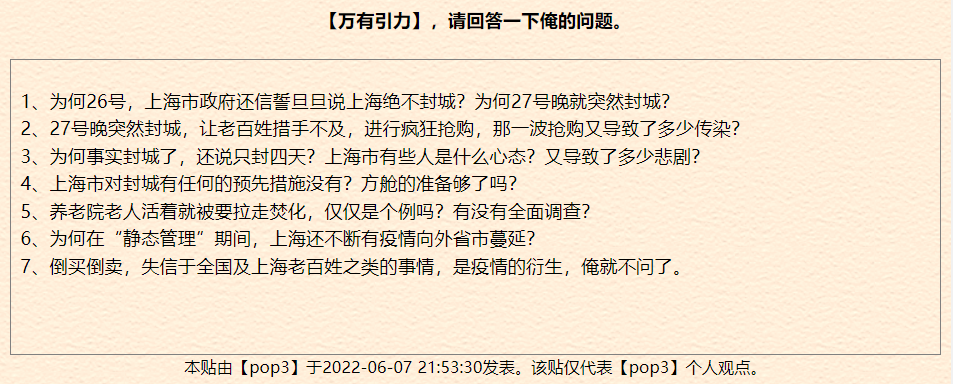 【万有引力】，请回答一下俺的问题。
1、为何26号，上海市政府还信誓旦旦说上海绝不封城？为何27号晚就突然封城？
2、27号晚突然封城，让老百姓措手不及，进行疯狂抢购，那一波抢购又导致了多少传染？
3、为何事实封城了，还说只封四天？上海市有些人是什么心态？又导致了多少悲剧？
4、上海市对封城有任何的预先措施没有？方舱的准备够了吗？
5、养老院老人活着就被要拉走焚化，仅仅是个例吗？有没有全面调查？
6、为何在“静态管理”期间，上海还不断有疫情向外省市蔓延？
7、倒买倒卖，失信于全国及上海老百姓之类的事情，是疫情的衍生，俺就不问了。
本贴由【pop3】于2022-06-07 21:53:30发表。该贴仅代表【pop3】个人观点。